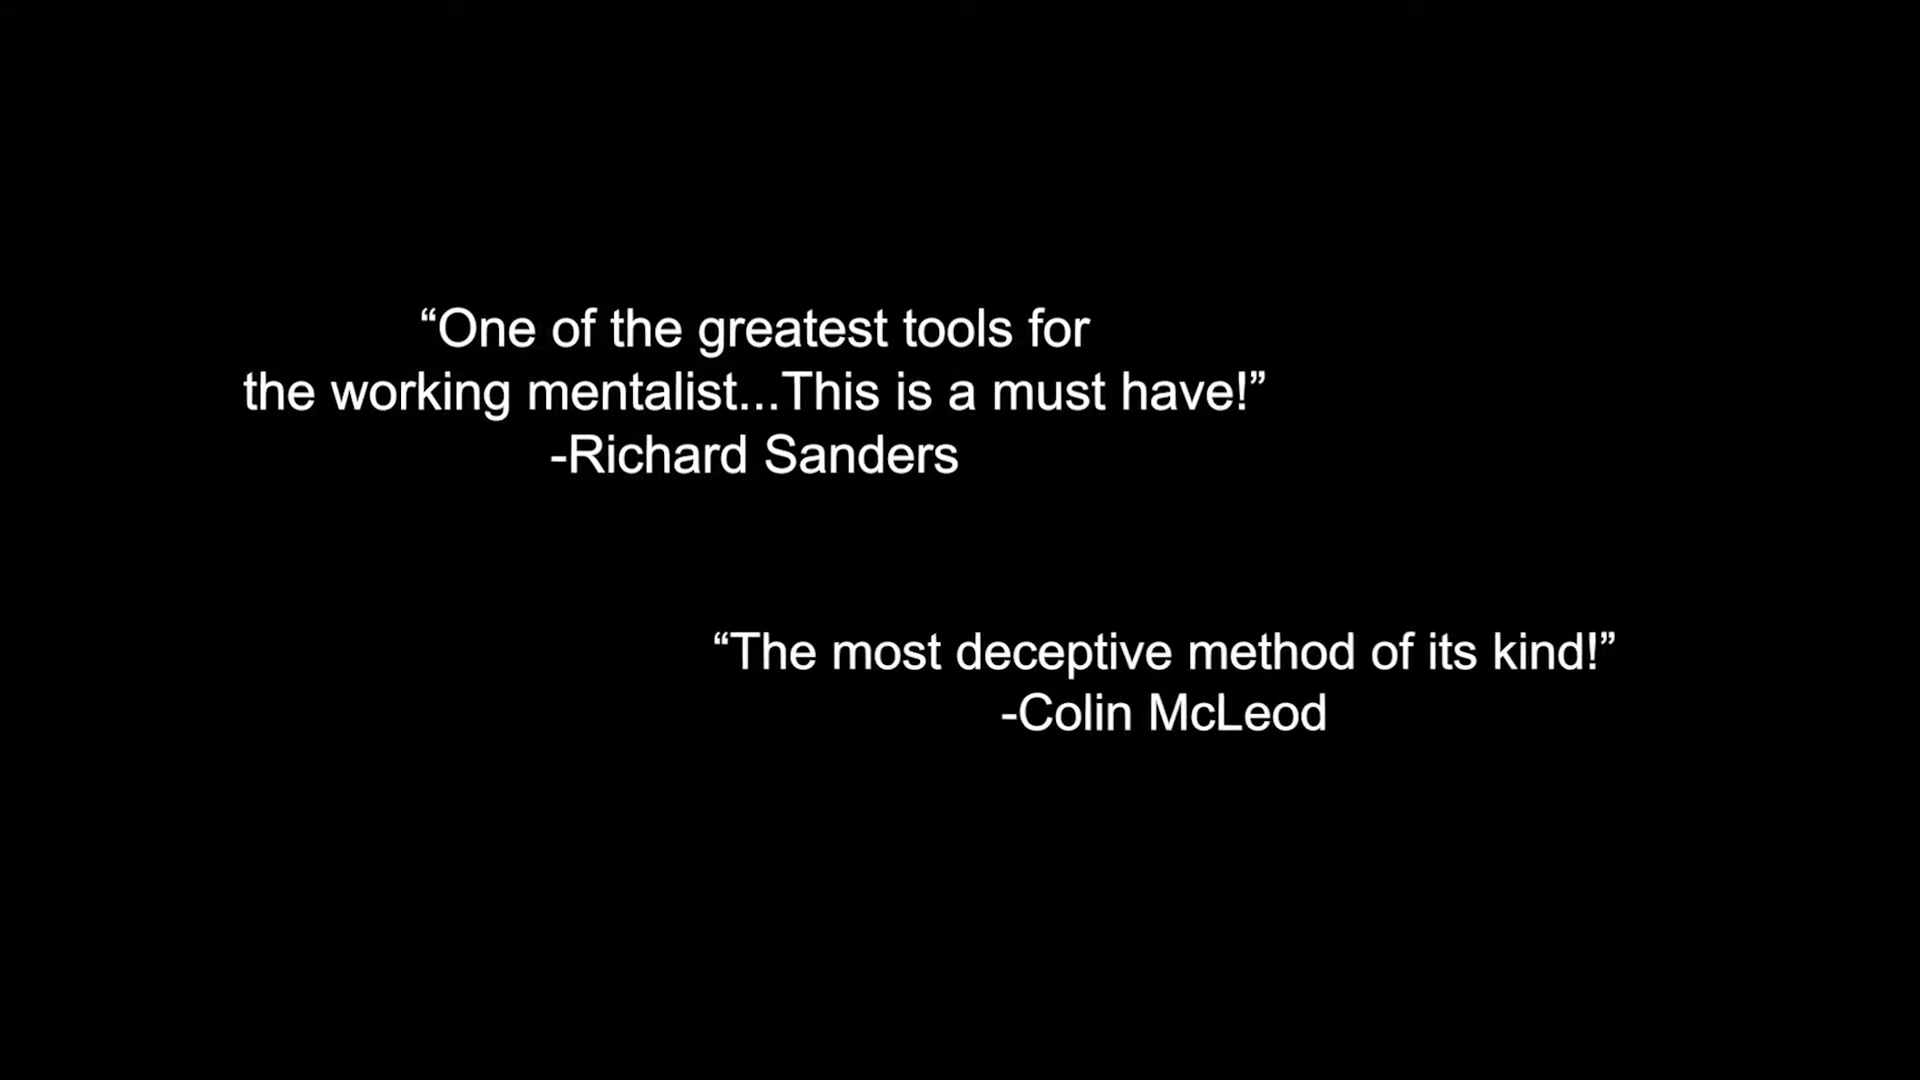 “One of the greatest tools for
the working mentalist...This is a must have!”
-Richard Sanders
“The most deceptive method of its kind!”
-Colin McLeod